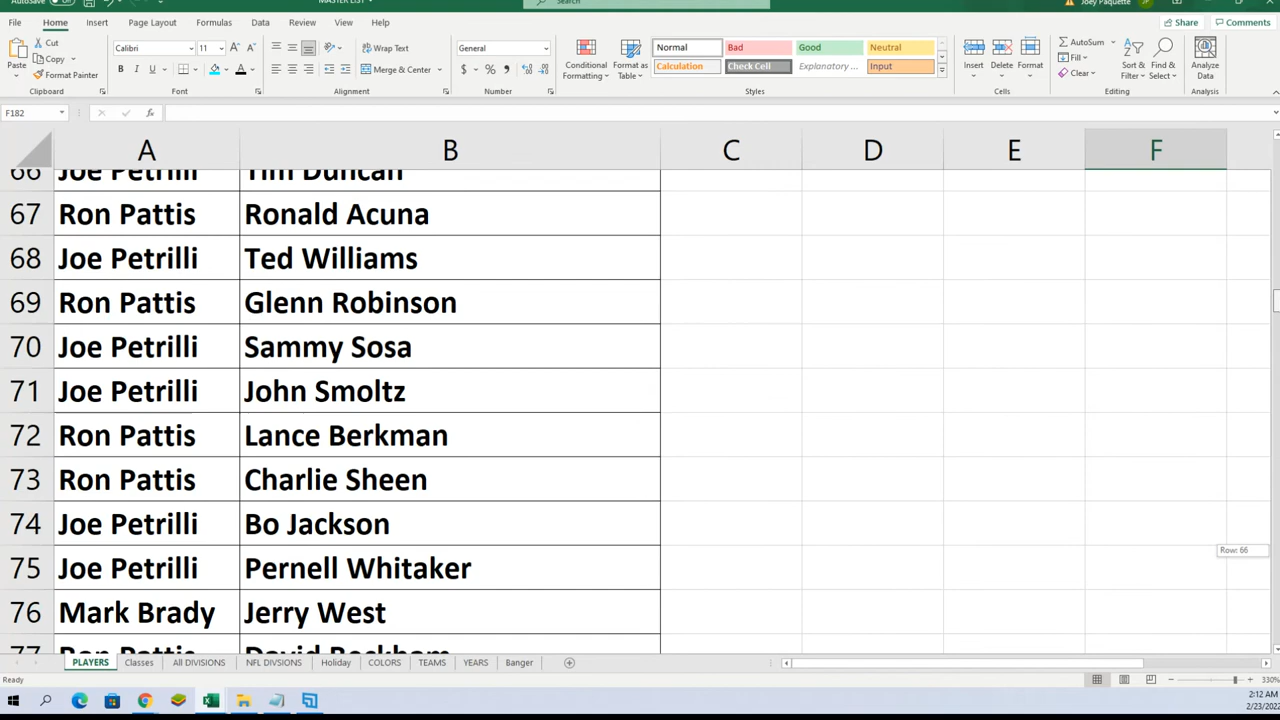 AutoSave Off MASTER LIST Search Joey Paquette JP
File Home Insert Page Layout Formulas Data Review View Help Share Comments
Paste Cut Copy Format Painter Clipboard
Calibri 11 A A B I U A Font
Wrap Text Merge & Center Alignment
General $ % Number
Conditional Formatting Format as Table
Normal Bad Good Neutral
Calculation Check Cell Explanatory ... Input
Styles
Insert Delete Format Cells
AutoSum Fill Clear Sort & Filter Find & Select Editing
Analyze Data Analysis
F182 fx
A B C D E F
66 Joe Petrilli Tim Duncan
67 Ron Pattis Ronald Acuna
68 Joe Petrilli Ted Williams
69 Ron Pattis Glenn Robinson
70 Joe Petrilli Sammy Sosa
71 Joe Petrilli John Smoltz
72 Ron Pattis Lance Berkman
73 Ron Pattis Charlie Sheen
74 Joe Petrilli Bo Jackson
Row: 66
75 Joe Petrilli Pernell Whitaker
76 Mark Brady Jerry West
77 Ron Pattis David Beckham
PLAYERS Classes All DIVISIONS NFL DIVSIONS Holiday COLORS TEAMS YEARS Banger
Ready 330%
2:12 AM
2/23/2022